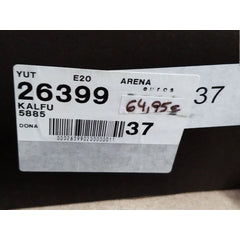 YUT E20 ARENA
26399 euros
KALFU 64,95€
5885
DONA 37
37